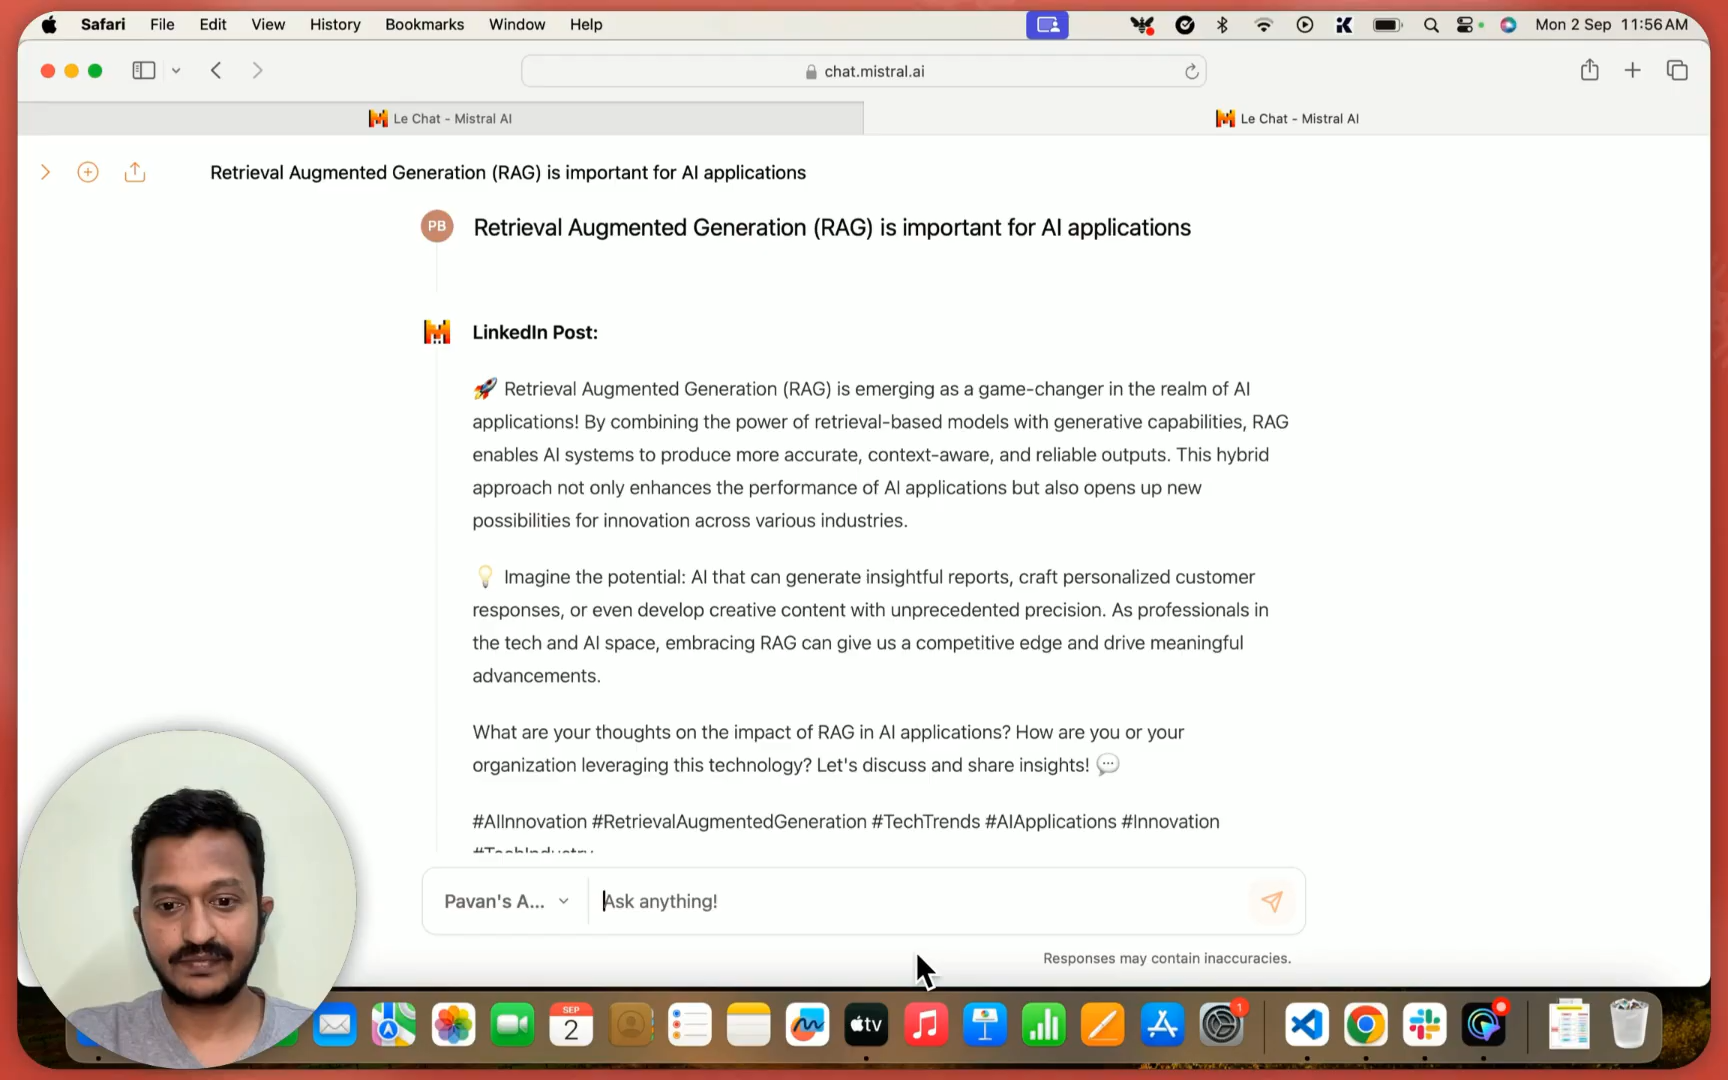 Safari File Edit View History Bookmarks Window Help Mon 2 Sep 11:56 AM
chat.mistral.ai
Le Chat - Mistral AI
Le Chat - Mistral AI
Retrieval Augmented Generation (RAG) is important for AI applications
PB Retrieval Augmented Generation (RAG) is important for AI applications
LinkedIn Post:
🚀 Retrieval Augmented Generation (RAG) is emerging as a game-changer in the realm of AI
applications! By combining the power of retrieval-based models with generative capabilities, RAG
enables AI systems to produce more accurate, context-aware, and reliable outputs. This hybrid
approach not only enhances the performance of AI applications but also opens up new
possibilities for innovation across various industries.
💡 Imagine the potential: AI that can generate insightful reports, craft personalized customer
responses, or even develop creative content with unprecedented precision. As professionals in
the tech and AI space, embracing RAG can give us a competitive edge and drive meaningful
advancements.
What are your thoughts on the impact of RAG in AI applications? How are you or your
organization leveraging this technology? Let's discuss and share insights! 💬
#AIInnovation #RetrievalAugmentedGeneration #TechTrends #AIApplications #Innovation
#TechIndustry
Pavan's A... Ask anything!
Responses may contain inaccuracies.
SEP
2
tv
1